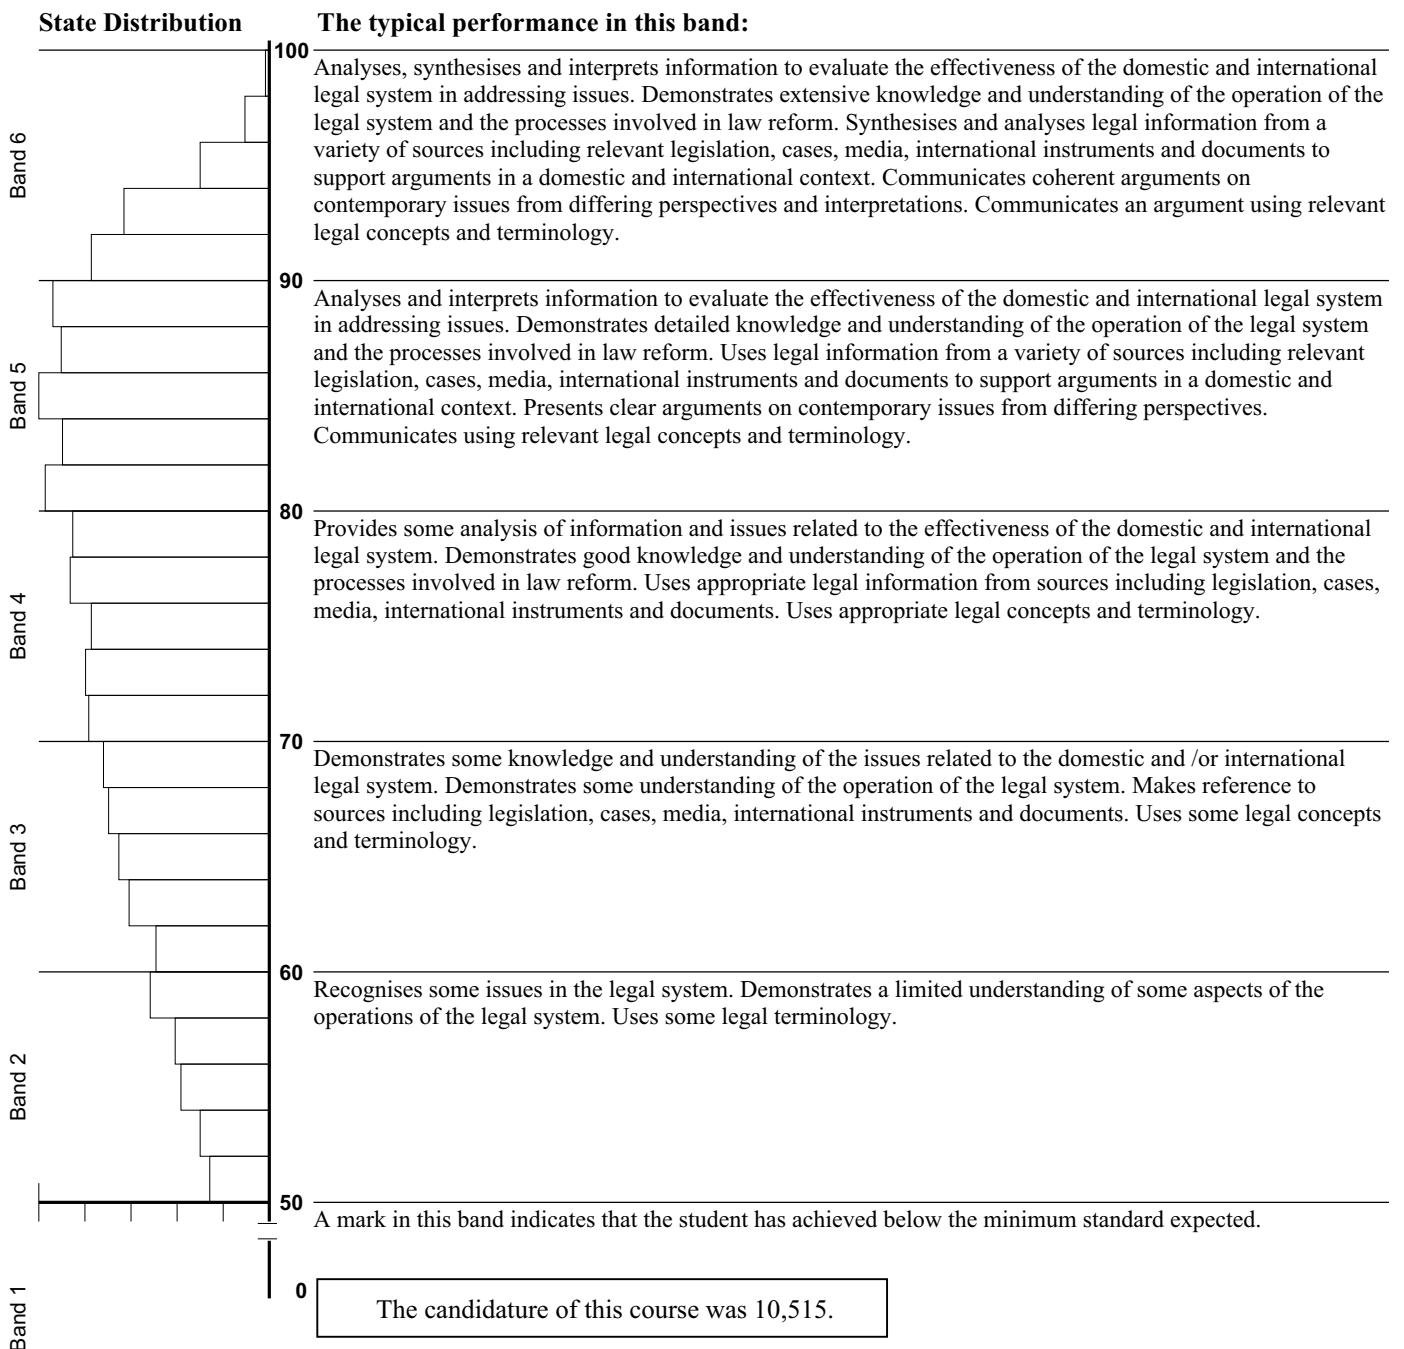 State Distribution
The typical performance in this band:
100
Analyses, synthesises and interprets information to evaluate the effectiveness of the domestic and international
legal system in addressing issues. Demonstrates extensive knowledge and understanding of the operation of the
legal system and the processes involved in law reform. Synthesises and analyses legal information from a
variety of sources including relevant legislation, cases, media, international instruments and documents to
support arguments in a domestic and international context. Communicates coherent arguments on
contemporary issues from differing perspectives and interpretations. Communicates an argument using relevant
legal concepts and terminology.
Band 6
90
Analyses and interprets information to evaluate the effectiveness of the domestic and international legal system
in addressing issues. Demonstrates detailed knowledge and understanding of the operation of the legal system
and the processes involved in law reform. Uses legal information from a variety of sources including relevant
legislation, cases, media, international instruments and documents to support arguments in a domestic and
international context. Presents clear arguments on contemporary issues from differing perspectives.
Communicates using relevant legal concepts and terminology.
Band 5
80
Provides some analysis of information and issues related to the effectiveness of the domestic and international
legal system. Demonstrates good knowledge and understanding of the operation of the legal system and the
processes involved in law reform. Uses appropriate legal information from sources including legislation, cases,
media, international instruments and documents. Uses appropriate legal concepts and terminology.
Band 4
70
Demonstrates some knowledge and understanding of the issues related to the domestic and /or international
legal system. Demonstrates some understanding of the operation of the legal system. Makes reference to
sources including legislation, cases, media, international instruments and documents. Uses some legal concepts
and terminology.
Band 3
60
Recognises some issues in the legal system. Demonstrates a limited understanding of some aspects of the
operations of the legal system. Uses some legal terminology.
Band 2
50
A mark in this band indicates that the student has achieved below the minimum standard expected.
0
Band 1
The candidature of this course was 10,515.